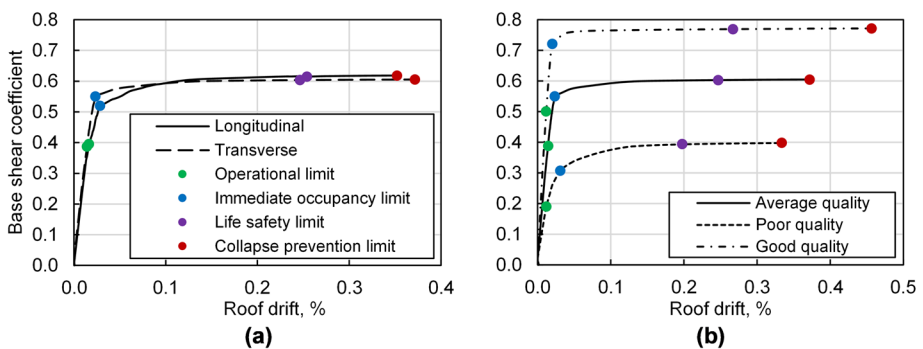 Base shear coefficient
0.8
0.7
0.6
0.5
0.4
0.3
0.2
0.1
0.0
Longitudinal
Transverse
Operational limit
Immediate occupancy limit
Life safety limit
Collapse prevention limit
0.0 0.1 0.2 0.3 0.4
Roof drift, %
(a)
0.8
0.7
0.6
0.5
0.4
0.3
0.2
0.1
0.0
Average quality
Poor quality
Good quality
0.0 0.1 0.2 0.3 0.4 0.5
Roof drift, %
(b)